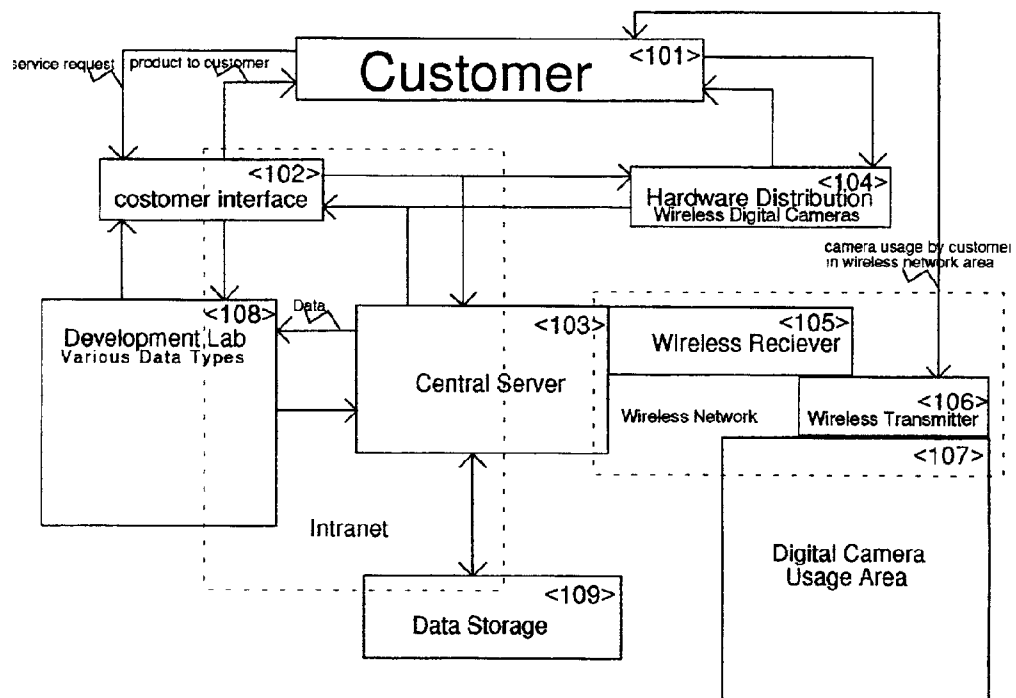 <101>
Customer
service request
product to customer
<102>
costomer interface
<104>
Hardware Distribution
Wireless Digital Cameras
camera usage by customer
in wireless network area
<108>
Development Lab
Various Data Types
Data
<103>
Central Server
<105>
Wireless Reciever
Wireless Network
<106>
Wireless Transmitter
<107>
Digital Camera
Usage Area
Intranet
<109>
Data Storage